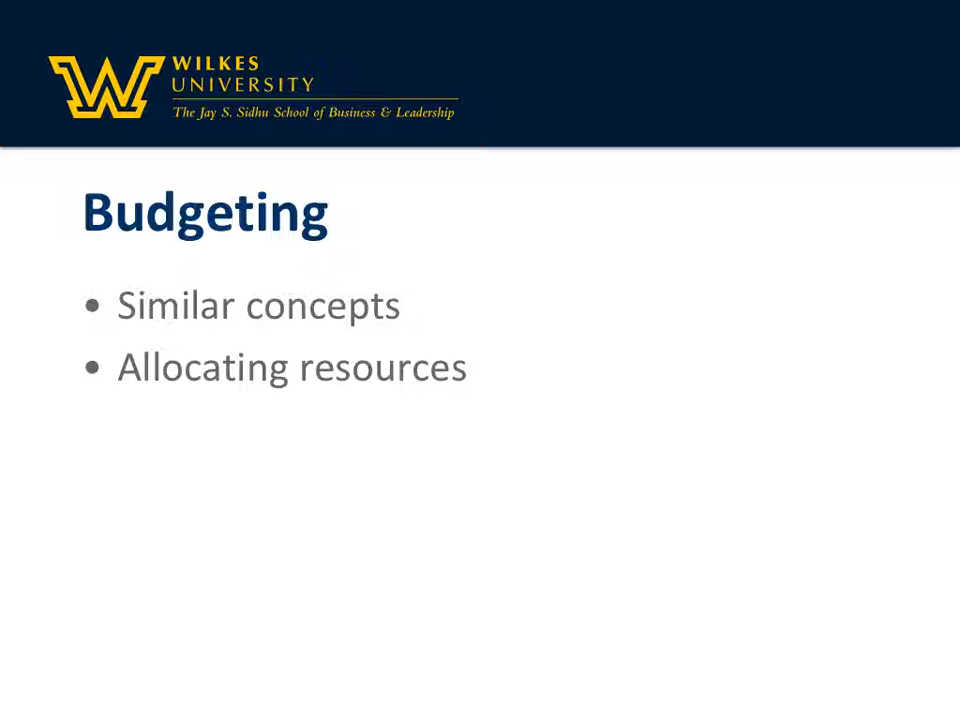 WILKES
UNIVERSITY
The Jay S. Sidhu School of Business & Leadership
Budgeting
• Similar concepts
• Allocating resources